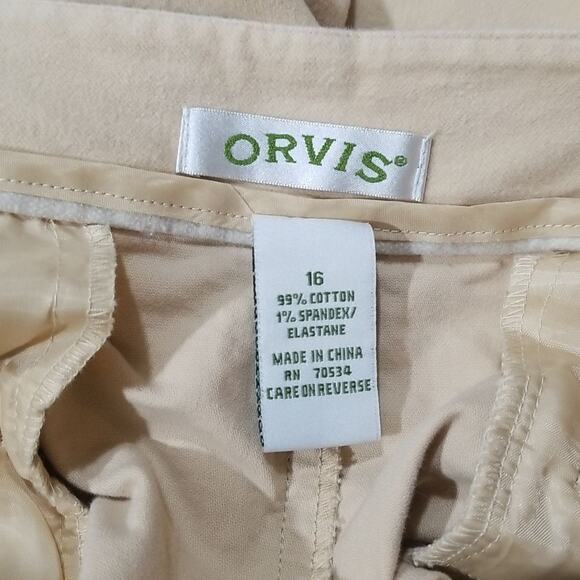 ORVIS®
16
99% COTTON
1% SPANDEX/
ELASTANE
MADE IN CHINA
RN 70534
CARE ON REVERSE